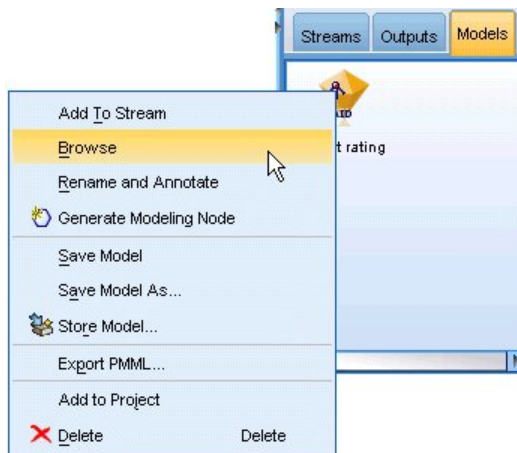 Streams Outputs Models
Add To Stream
Browse
t rating
Rename and Annotate
Generate Modeling Node
Save Model
Save Model As...
Store Model...
Export PMML...
Add to Project
Delete Delete